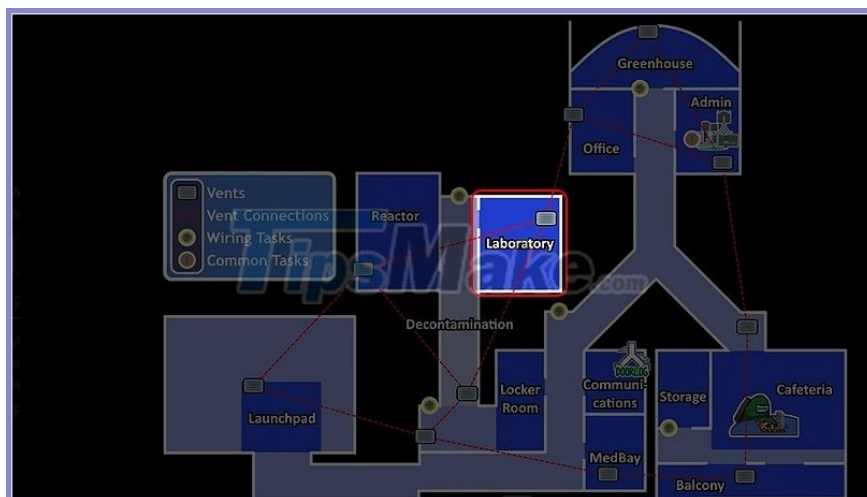 Greenhouse
Admin
Office
Vents
Vent Connections
Wiring Tasks
Common Tasks
Reactor
Laboratory
TipsMake.com
Decontamination
Launchpad
Locker
Room
Communi-
cations
DOORLOG
Storage
Cafeteria
MedBay
Balcony